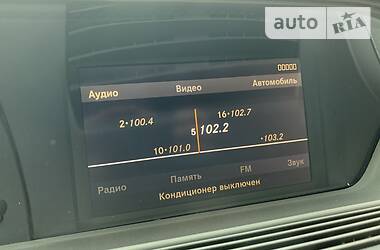 auto RIA
Аудио Видео Автомобиль
16·102.7
2·100.4
5 102.2
·103.2
10·101.0
Радио Память FM Звук
Кондиционер выключен